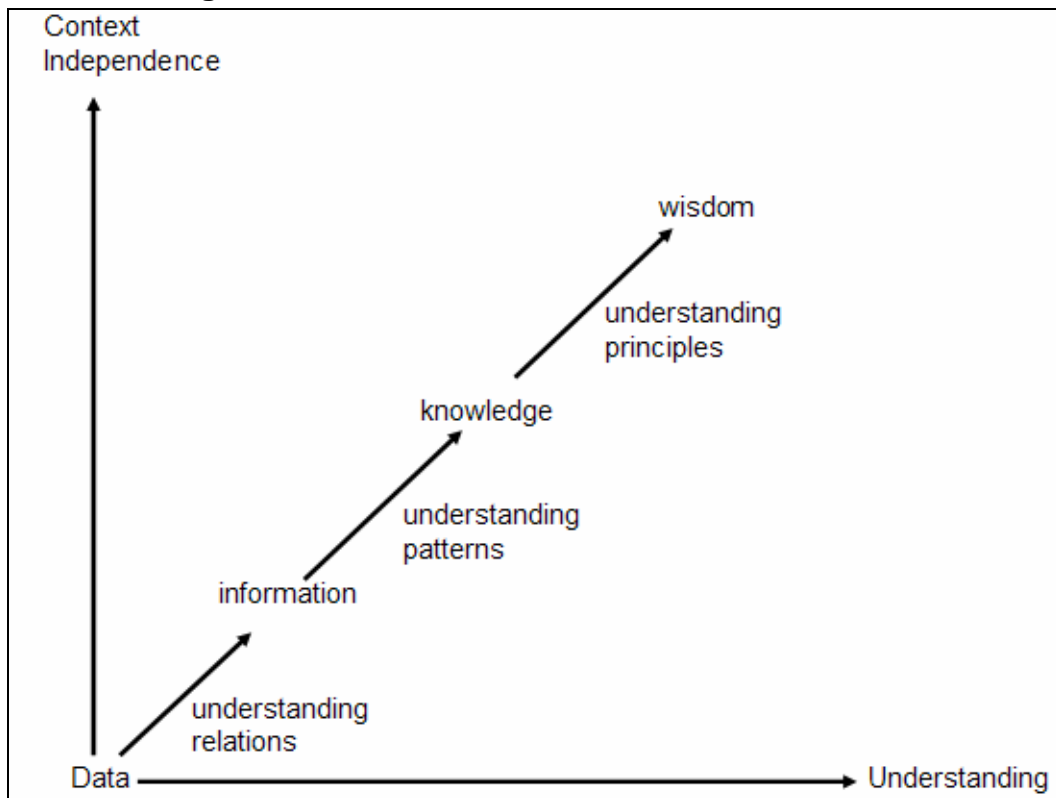 Context
Independence
wisdom
understanding
principles
knowledge
understanding
patterns
information
understanding
relations
Data
Understanding